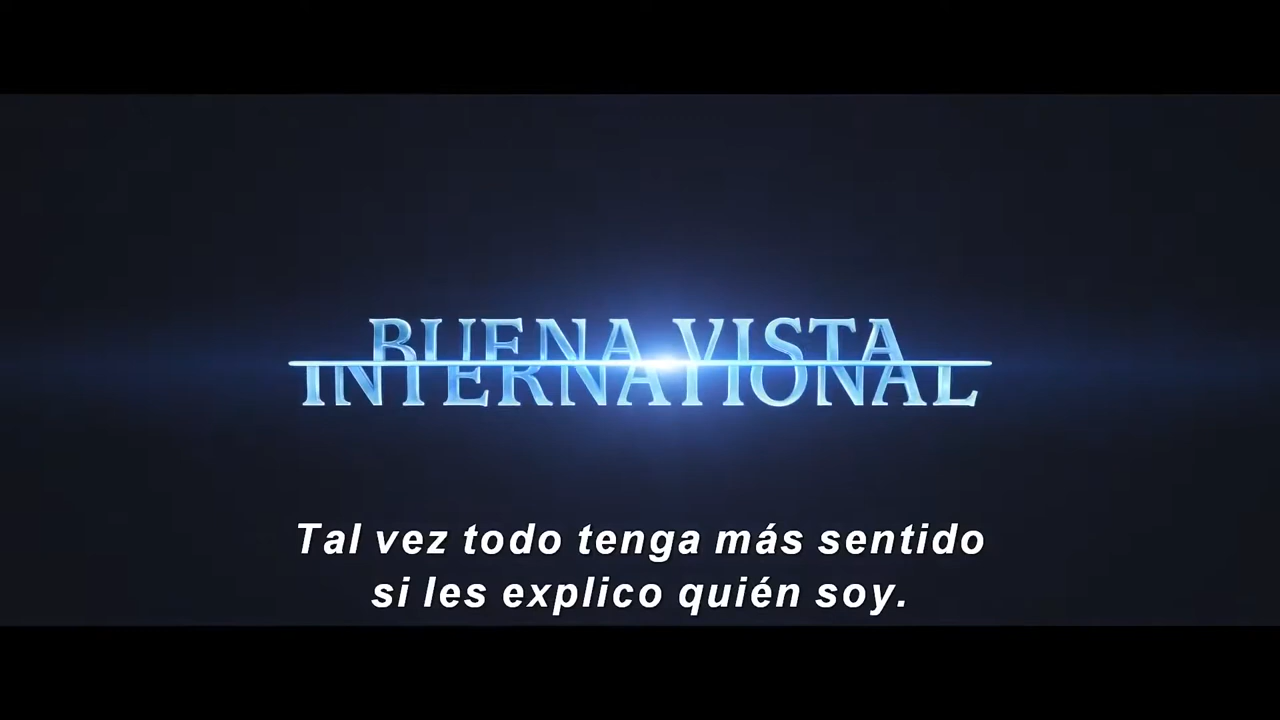 BUENA VISTA
INTERNATIONAL
Tal vez todo tenga más sentido
si les explico quién soy.